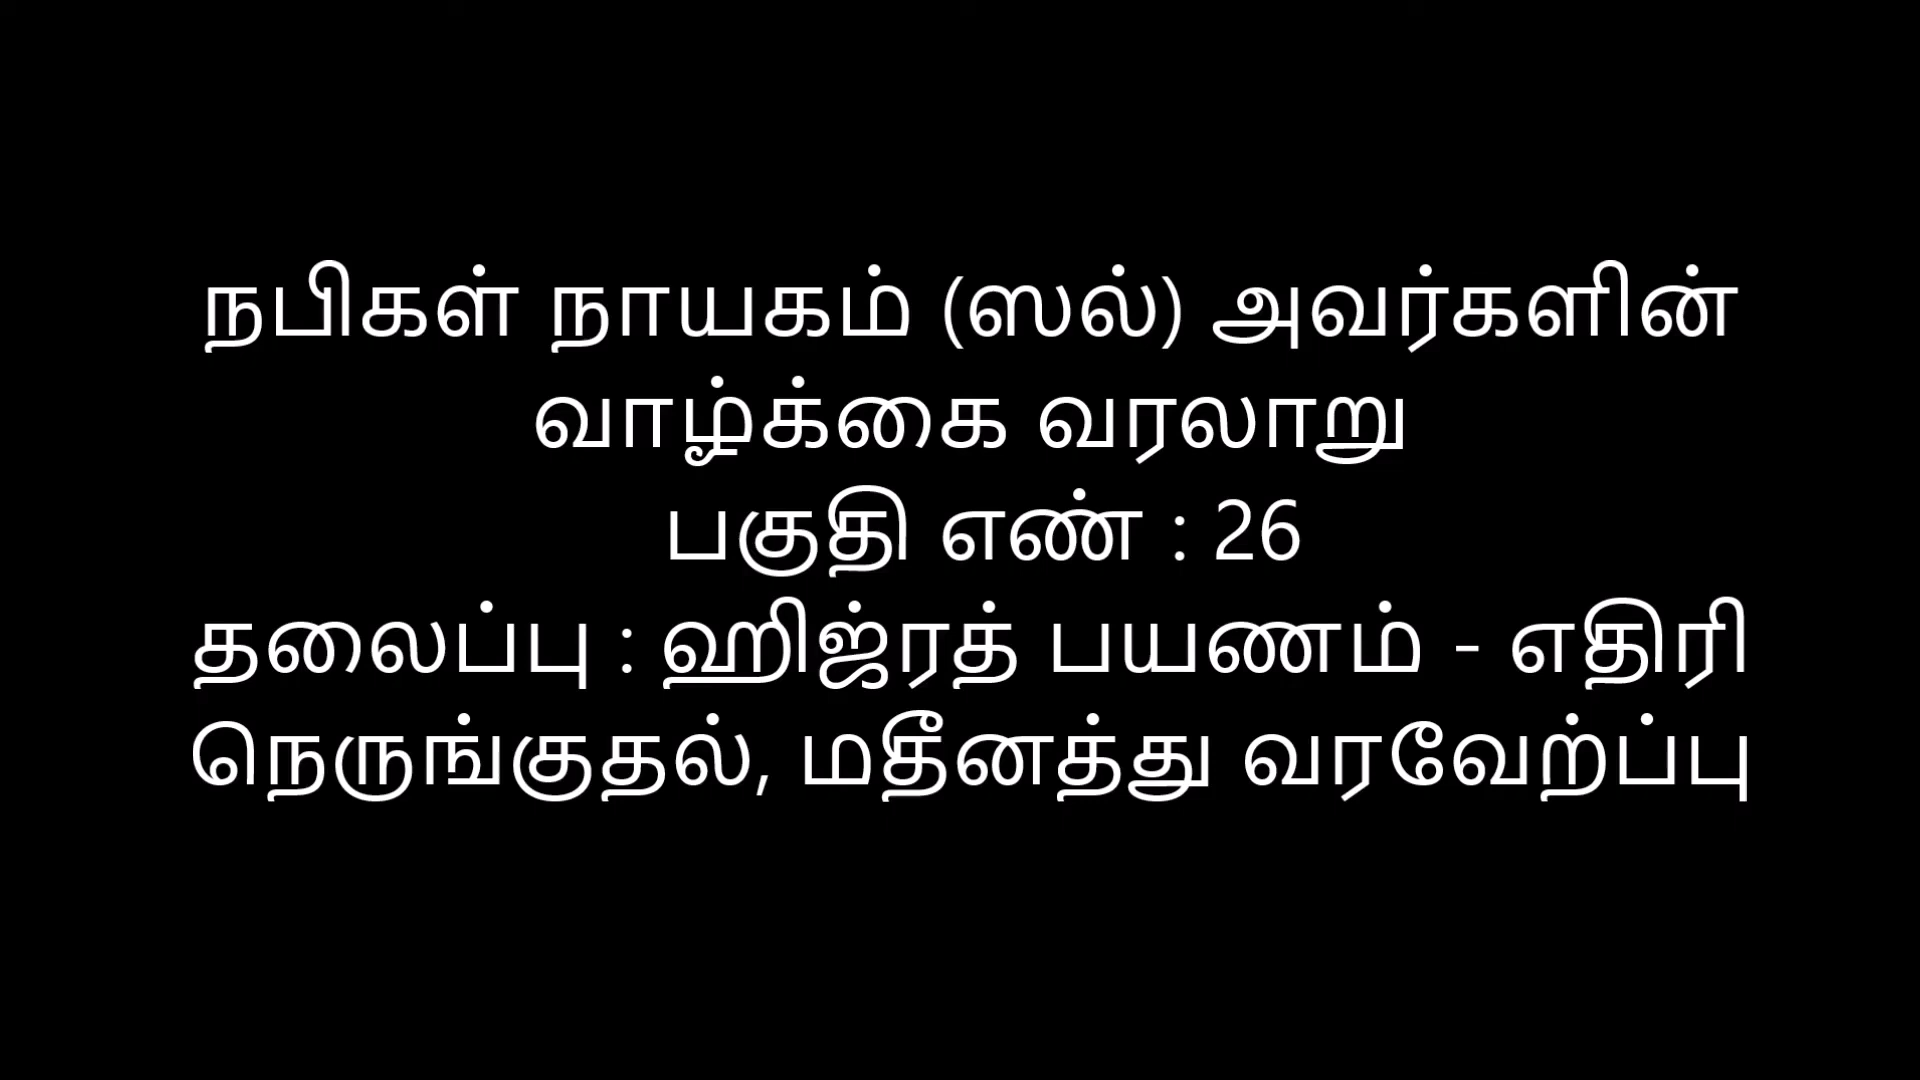 நபிகள் நாயகம் (ஸல்) அவர்களின்
வாழ்க்கை வரலாறு
பகுதி எண் : 26
தலைப்பு : ஹிஜ்ரத் பயணம் - எதிரி
நெருங்குதல், மதீனத்து வரவேற்ப்பு